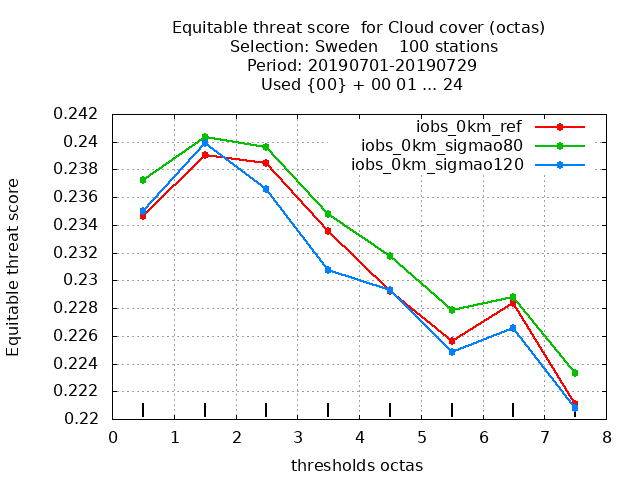 Equitable threat score  for Cloud cover (octas)
Selection: Sweden    100 stations
Period: 20190701-20190729
Used {00} + 00 01 ... 24
iobs_0km_ref
iobs_0km_sigmao80
iobs_0km_sigmao120
Equitable threat score
0.242
0.24
0.238
0.236
0.234
0.232
0.23
0.228
0.226
0.224
0.222
0.22
0 1 2 3 4 5 6 7 8
thresholds octas